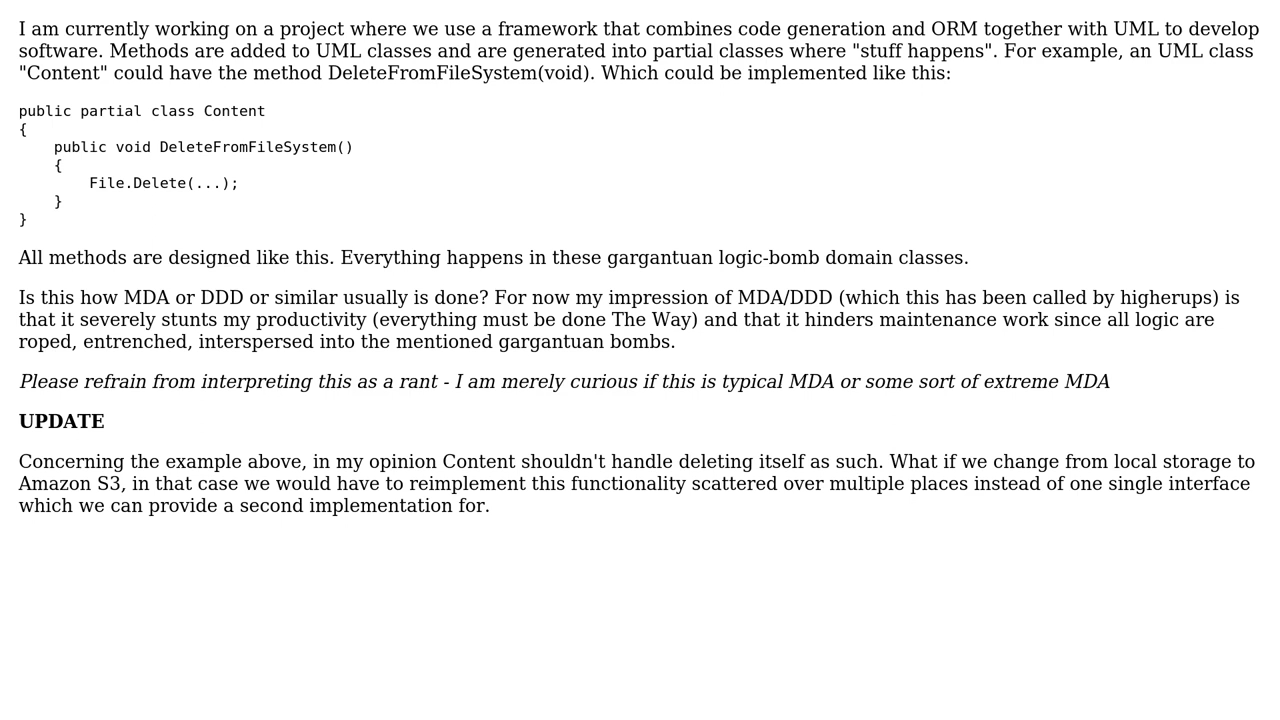 I am currently working on a project where we use a framework that combines code generation and ORM together with UML to develop
software. Methods are added to UML classes and are generated into partial classes where "stuff happens". For example, an UML class
"Content" could have the method DeleteFromFileSystem(void). Which could be implemented like this:
public partial class Content
{
    public void DeleteFromFileSystem()
    {
        File.Delete(...);
    }
}
All methods are designed like this. Everything happens in these gargantuan logic-bomb domain classes.
Is this how MDA or DDD or similar usually is done? For now my impression of MDA/DDD (which this has been called by higherups) is
that it severely stunts my productivity (everything must be done The Way) and that it hinders maintenance work since all logic are
roped, entrenched, interspersed into the mentioned gargantuan bombs.
Please refrain from interpreting this as a rant - I am merely curious if this is typical MDA or some sort of extreme MDA
UPDATE
Concerning the example above, in my opinion Content shouldn't handle deleting itself as such. What if we change from local storage to
Amazon S3, in that case we would have to reimplement this functionality scattered over multiple places instead of one single interface
which we can provide a second implementation for.